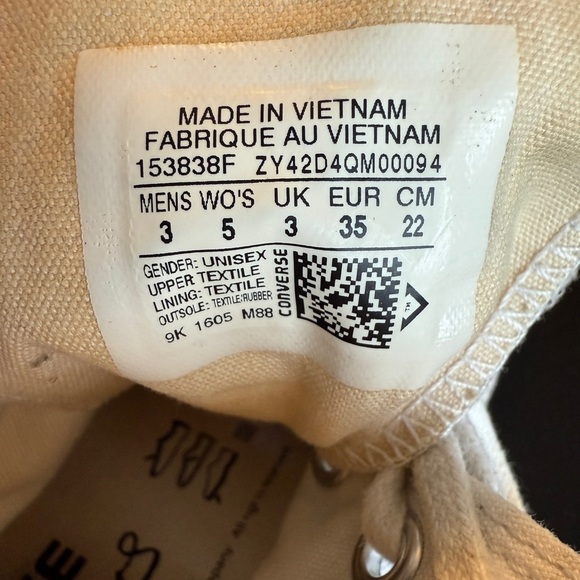 MADE IN VIETNAM
FABRIQUE AU VIETNAM
153838F ZY42D4QM00094
MENS WO'S UK EUR CM
3 5 3 35 22
GENDER: UNISEX
UPPER: TEXTILE
LINING: TEXTILE
OUTSOLE: TEXTILE/RUBBER
9K 1605 M88
CONVERSE
TM